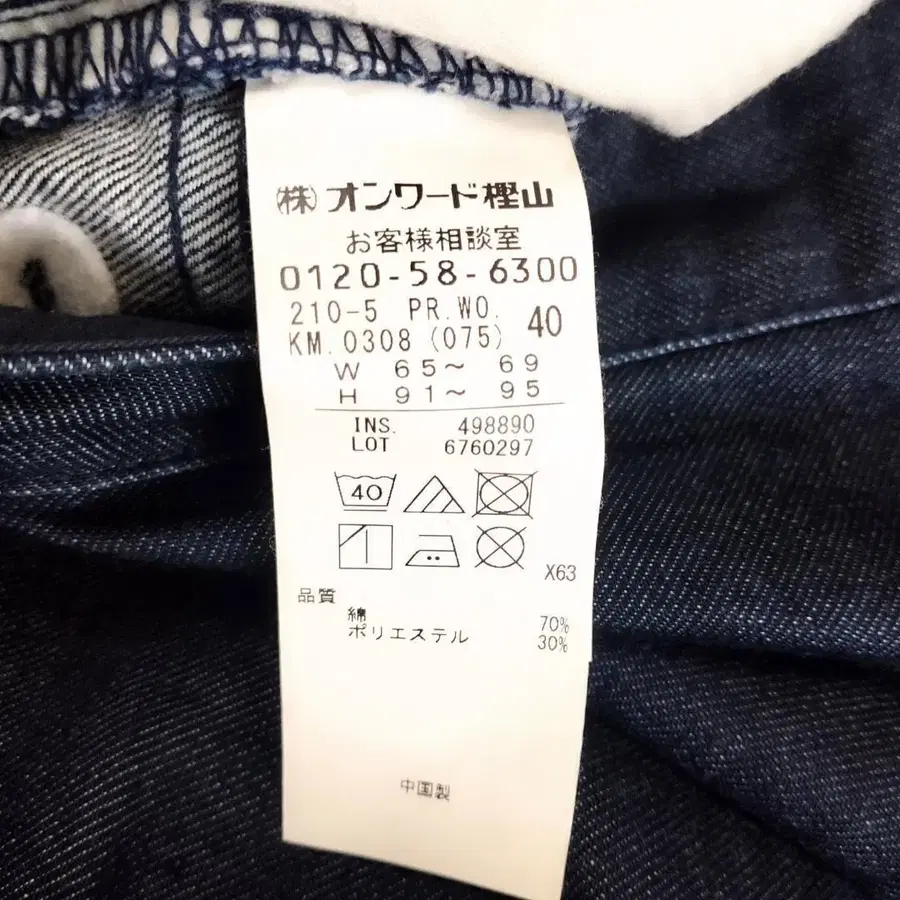 ㈱オンワード樫山
お客様相談室
0120-58-6300
210-5 PR.WO. 40
KM.0308(075)
W 65～69
H 91～95
INS. 498890
LOT 6760297
40
X63
品質
綿 70%
ポリエステル 30%
中国製